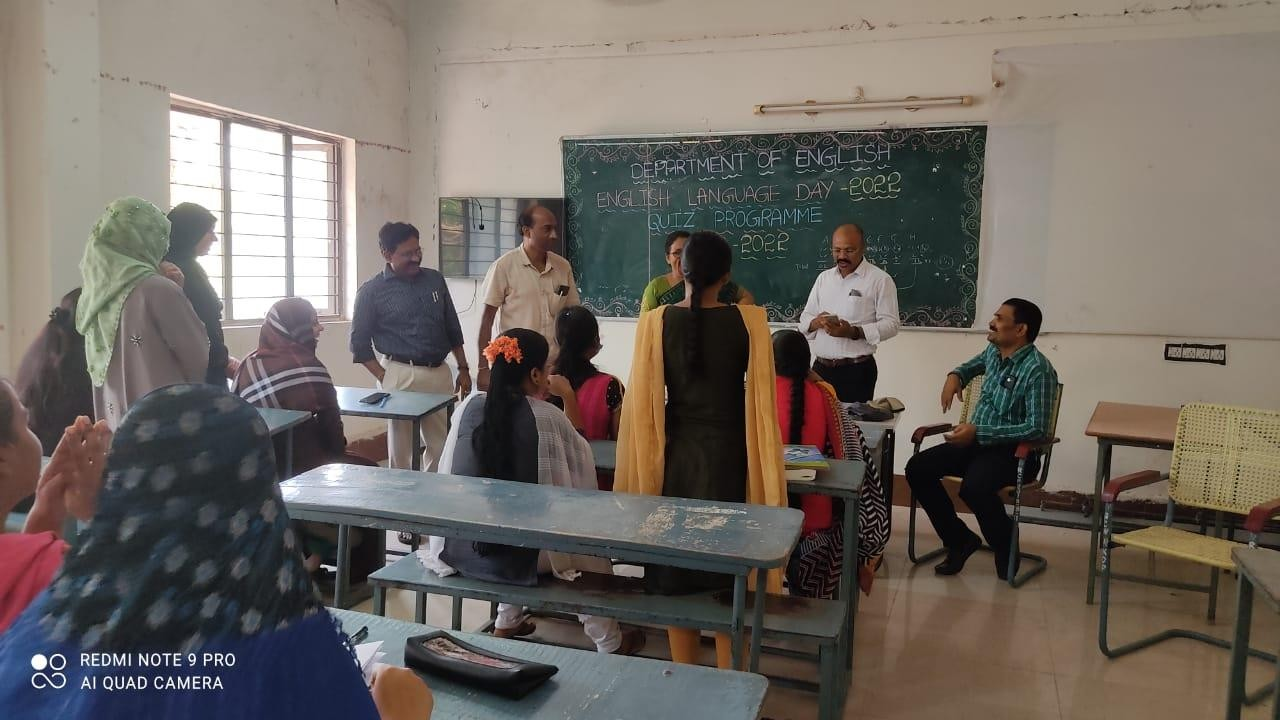 DEPARTMENT OF ENGLISH
ENGLISH LANGUAGE DAY -2022
QUIZ PROGRAMME
-2022
REDMI NOTE 9 PRO
AI QUAD CAMERA